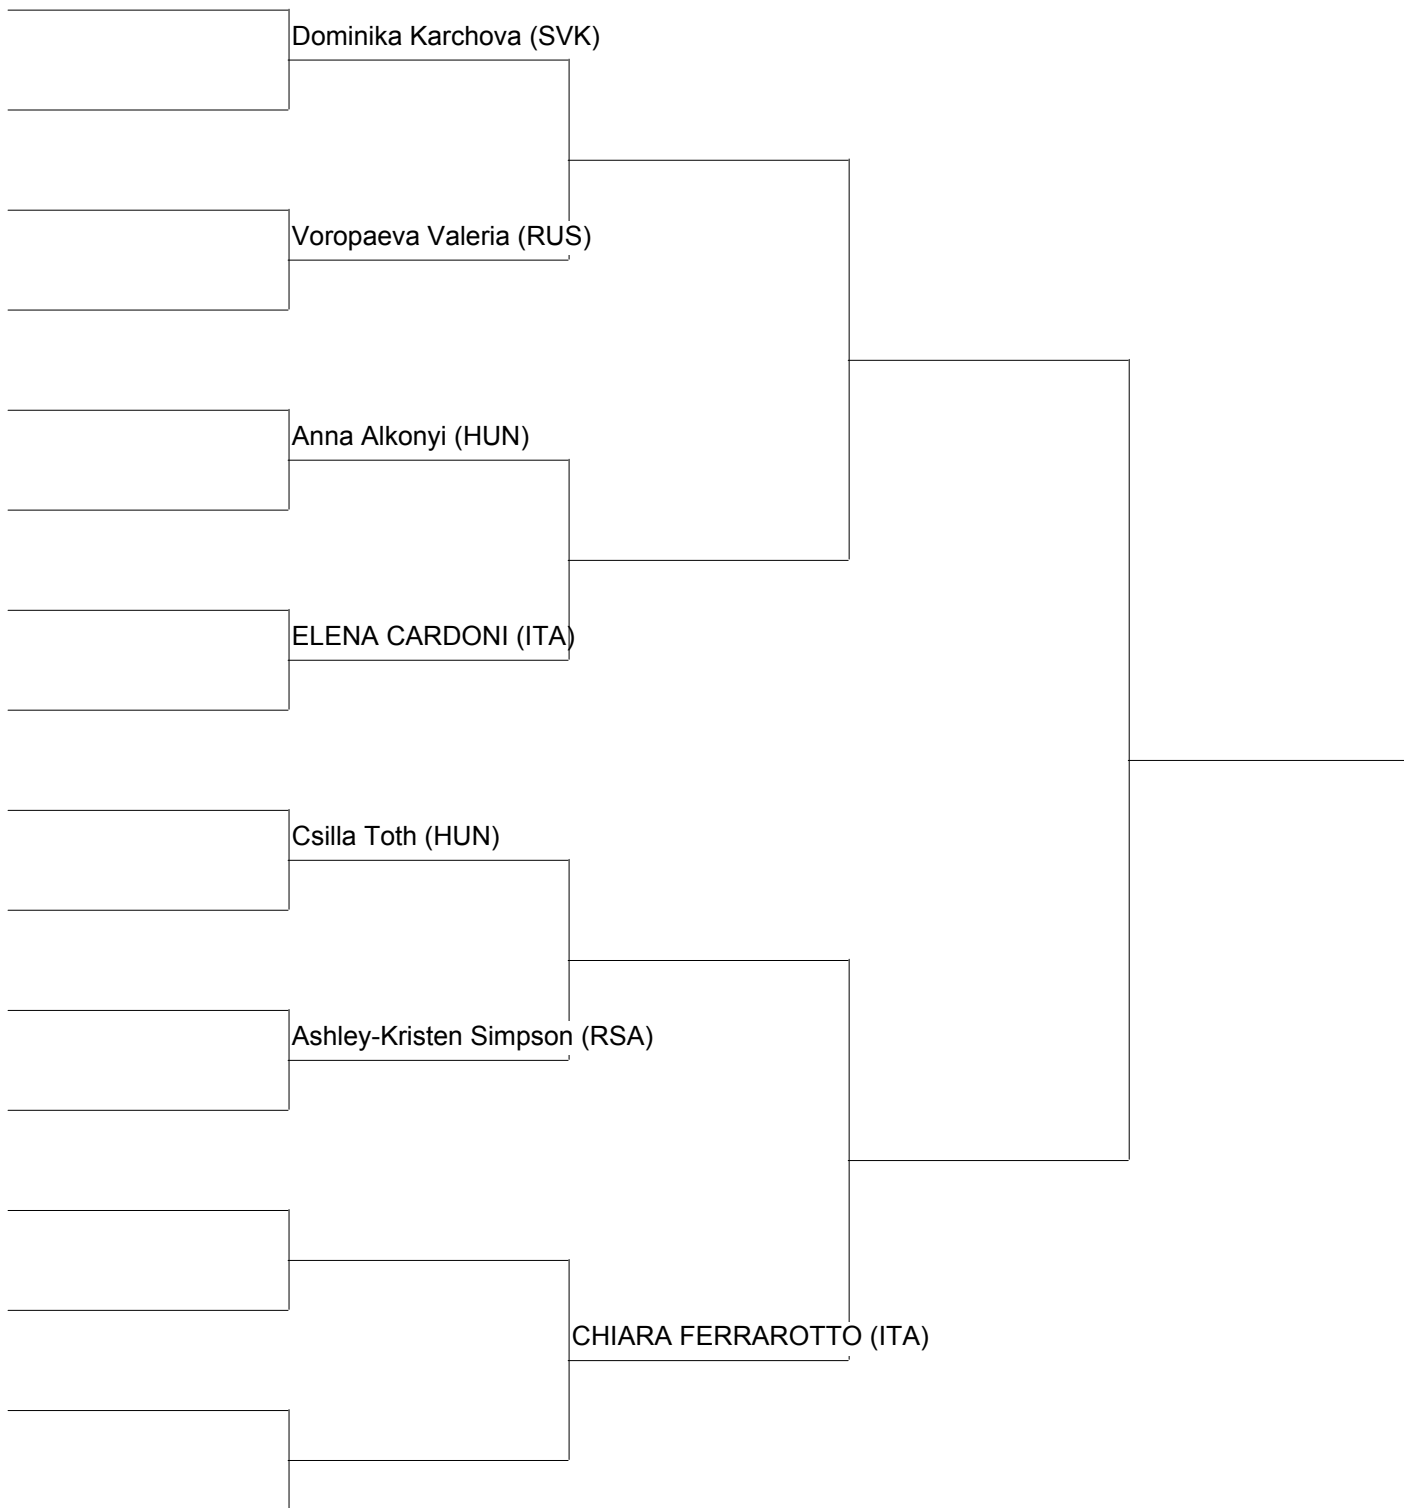 Dominika Karchova (SVK)
Voropaeva Valeria (RUS)
Anna Alkonyi (HUN)
ELENA CARDONI (ITA)
Csilla Toth (HUN)
Ashley-Kristen Simpson (RSA)
CHIARA FERRAROTTO (ITA)